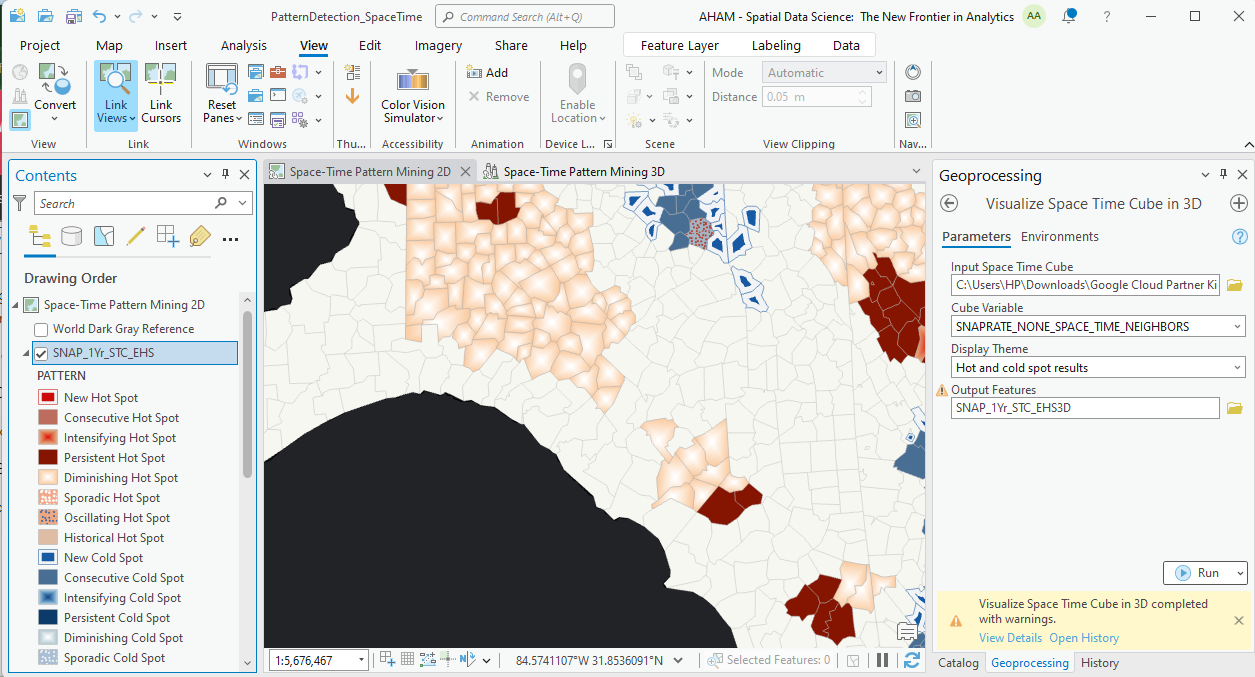 PatternDetection_SpaceTime
Command Search (Alt+Q)
AHAM - Spatial Data Science: The New Frontier in Analytics
AA
?
Project
Map
Insert
Analysis
View
Edit
Imagery
Share
Help
Feature Layer
Labeling
Data
Convert
Link Views
Link Cursors
Reset Panes
Color Vision Simulator
Add
Remove
Enable Location
Mode
Automatic
Distance
0.05 m
View
Link
Windows
Thu...
Accessibility
Animation
Device L...
Scene
View Clipping
Nav...
Contents
Search
Drawing Order
Space-Time Pattern Mining 2D
World Dark Gray Reference
SNAP_1Yr_STC_EHS
PATTERN
New Hot Spot
Consecutive Hot Spot
Intensifying Hot Spot
Persistent Hot Spot
Diminishing Hot Spot
Sporadic Hot Spot
Oscillating Hot Spot
Historical Hot Spot
New Cold Spot
Consecutive Cold Spot
Intensifying Cold Spot
Persistent Cold Spot
Diminishing Cold Spot
Sporadic Cold Spot
Space-Time Pattern Mining 2D
Space-Time Pattern Mining 3D
1:5,676,467
84.5741107°W 31.8536091°N
Selected Features: 0
Geoprocessing
Visualize Space Time Cube in 3D
Parameters
Environments
?
Input Space Time Cube
C:\Users\HP\Downloads\Google Cloud Partner Ki
Cube Variable
SNAPRATE_NONE_SPACE_TIME_NEIGHBORS
Display Theme
Hot and cold spot results
Output Features
SNAP_1Yr_STC_EHS3D
Run
Visualize Space Time Cube in 3D completed
with warnings.
View Details Open History
Catalog
Geoprocessing
History